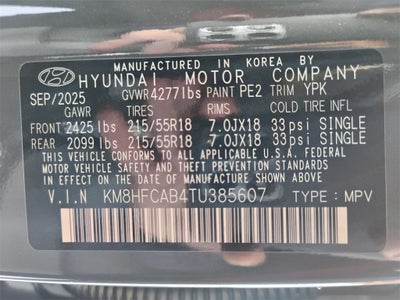 MANUFACTURED IN KOREA BY
HYUNDAI MOTOR COMPANY
SEP/2025 GVWR 4277lbs PAINT PE2 TRIM YPK
GAWR TIRES RIMS COLD TIRE INFL
FRONT 2425 lbs 215/55R18 7.0JX18 33psi SINGLE
REAR 2099 lbs 215/55R18 7.0JX18 33psi SINGLE
THIS VEHICLE CONFORMS TO ALL APPLICABLE FEDERAL
MOTOR VEHICLE SAFETY, BUMPER, AND THEFT PREVENTION
STANDARDS IN EFFECT ON THE DATE OF MANUFACTURE SHOWN ABOVE.
V.I.N KM8HFCAB4TU385607 TYPE : MPV